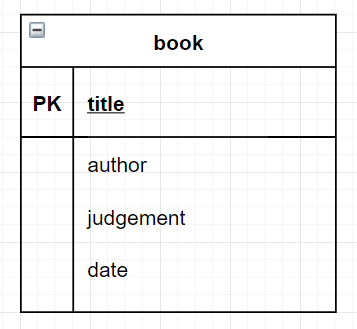 book
PK title
author
judgement
date